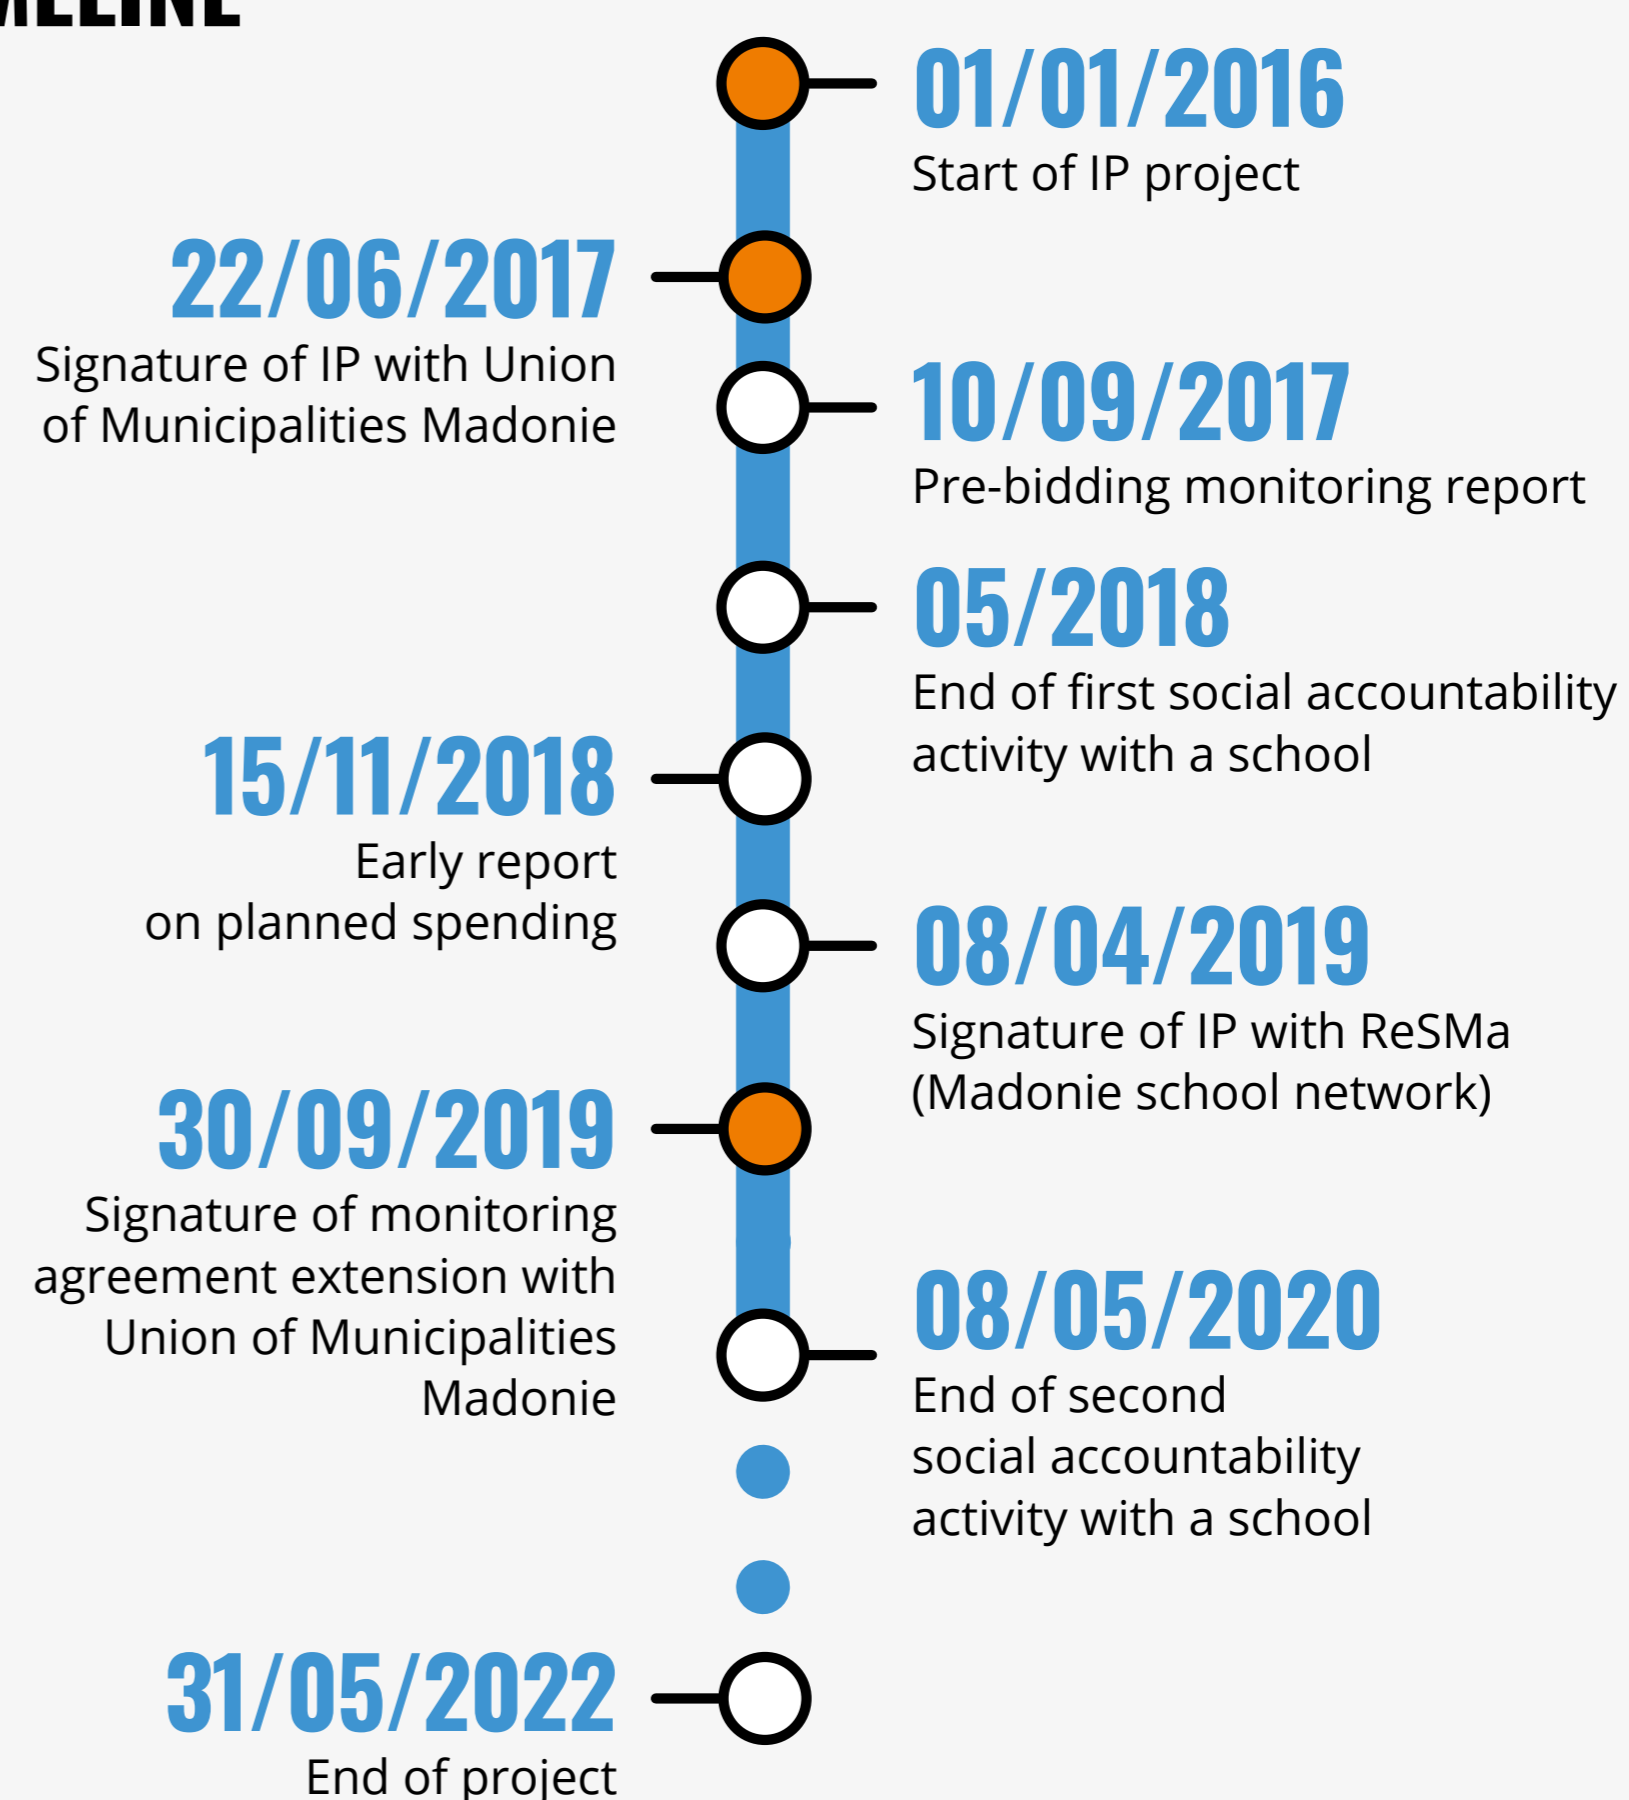 01/01/2016
Start of IP project
22/06/2017
Signature of IP with Union
of Municipalities Madonie
10/09/2017
Pre-bidding monitoring report
05/2018
End of first social accountability
activity with a school
15/11/2018
Early report
on planned spending
08/04/2019
Signature of IP with ReSMa
(Madonie school network)
30/09/2019
Signature of monitoring
agreement extension with
Union of Municipalities
Madonie
08/05/2020
End of second
social accountability
activity with a school
31/05/2022
End of project